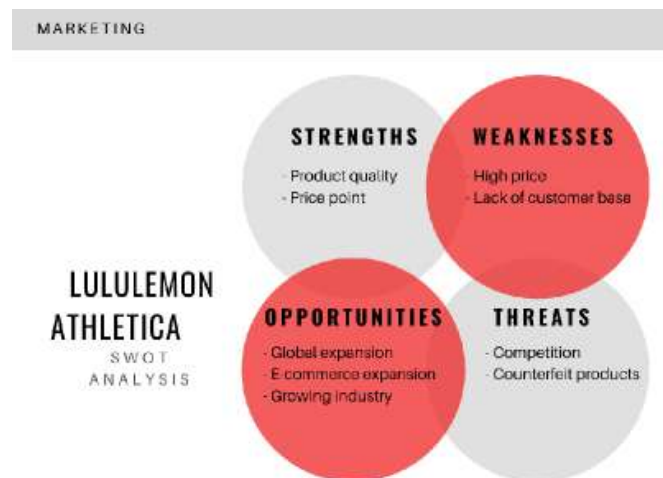 MARKETING
STRENGTHS
- Product quality
- Price point
WEAKNESSES
- High price
- Lack of customer base
LULULEMON
ATHLETICA
SWOT
ANALYSIS
OPPORTUNITIES
- Global expansion
- E-commerce expansion
- Growing industry
THREATS
- Competition
- Counterfeit products